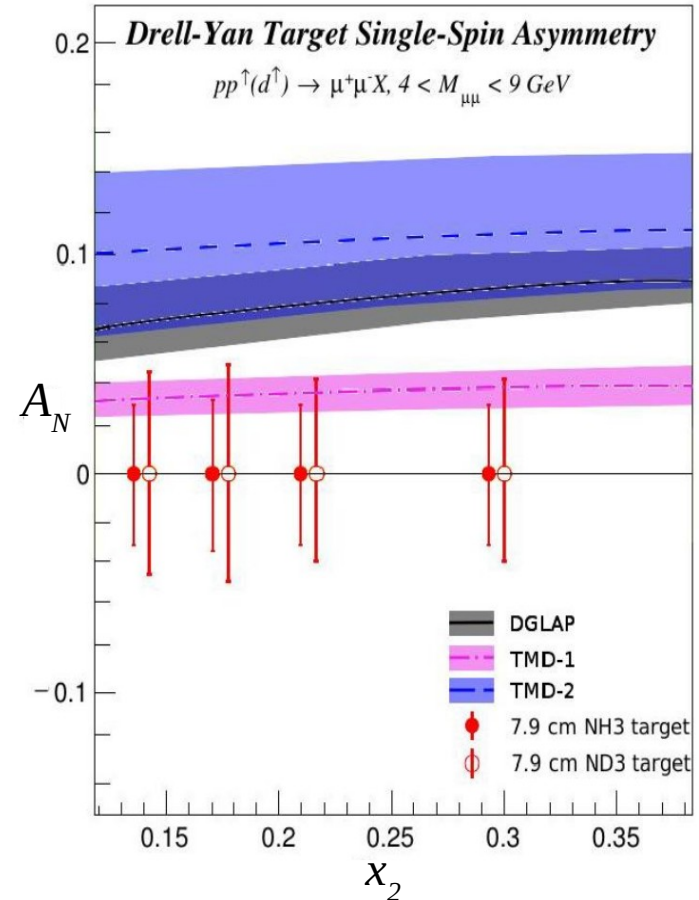 Drell-Yan Target Single-Spin Asymmetry
pp↑(d↑) → μ+μ-X, 4 < Mμμ < 9 GeV
0.2
0.1
A_N
0
−0.1
DGLAP
TMD-1
TMD-2
7.9 cm NH3 target
7.9 cm ND3 target
0.15 0.2 0.25 0.3 0.35
x_2